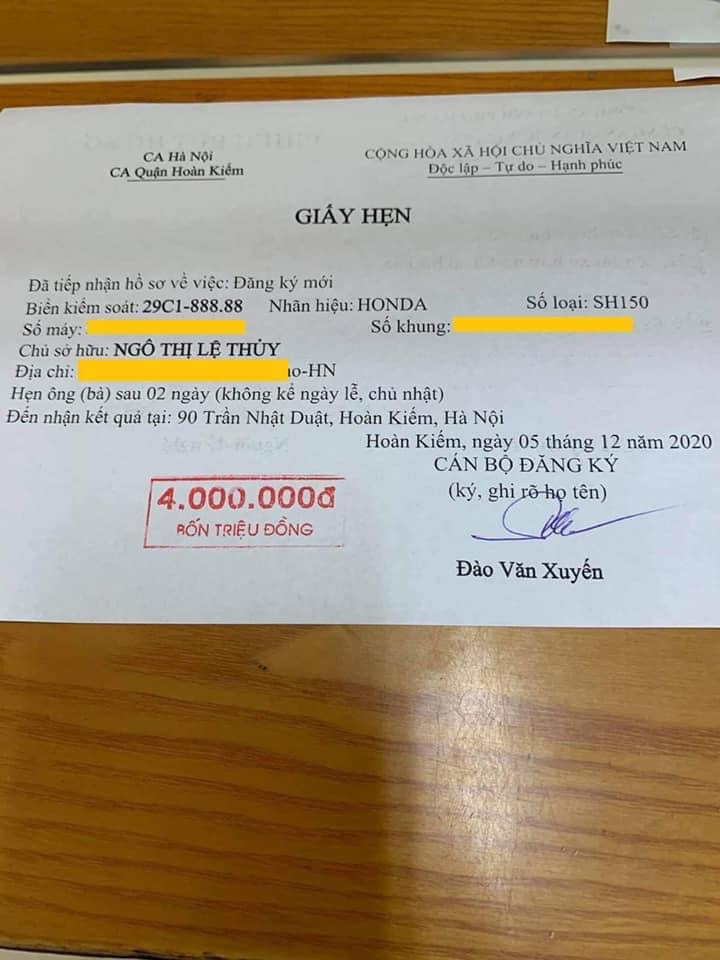 CA Hà Nội
CA Quận Hoàn Kiếm
CỘNG HÒA XÃ HỘI CHỦ NGHĨA VIỆT NAM
Độc lập – Tự do – Hạnh phúc
GIẤY HẸN
Đã tiếp nhận hồ sơ về việc: Đăng ký mới
Biển kiểm soát: 29C1-888.88 Nhãn hiệu: HONDA Số loại: SH150
Số máy: Số khung:
Chủ sở hữu: NGÔ THỊ LỆ THỦY
Địa chỉ: ao-HN
Hẹn ông (bà) sau 02 ngày (không kể ngày lễ, chủ nhật)
Đến nhận kết quả tại: 90 Trần Nhật Duật, Hoàn Kiếm, Hà Nội
Hoàn Kiếm, ngày 05 tháng 12 năm 2020
CÁN BỘ ĐĂNG KÝ
(ký, ghi rõ họ tên)
4.000.000đ
BỐN TRIỆU ĐỒNG
Đào Văn Xuyến